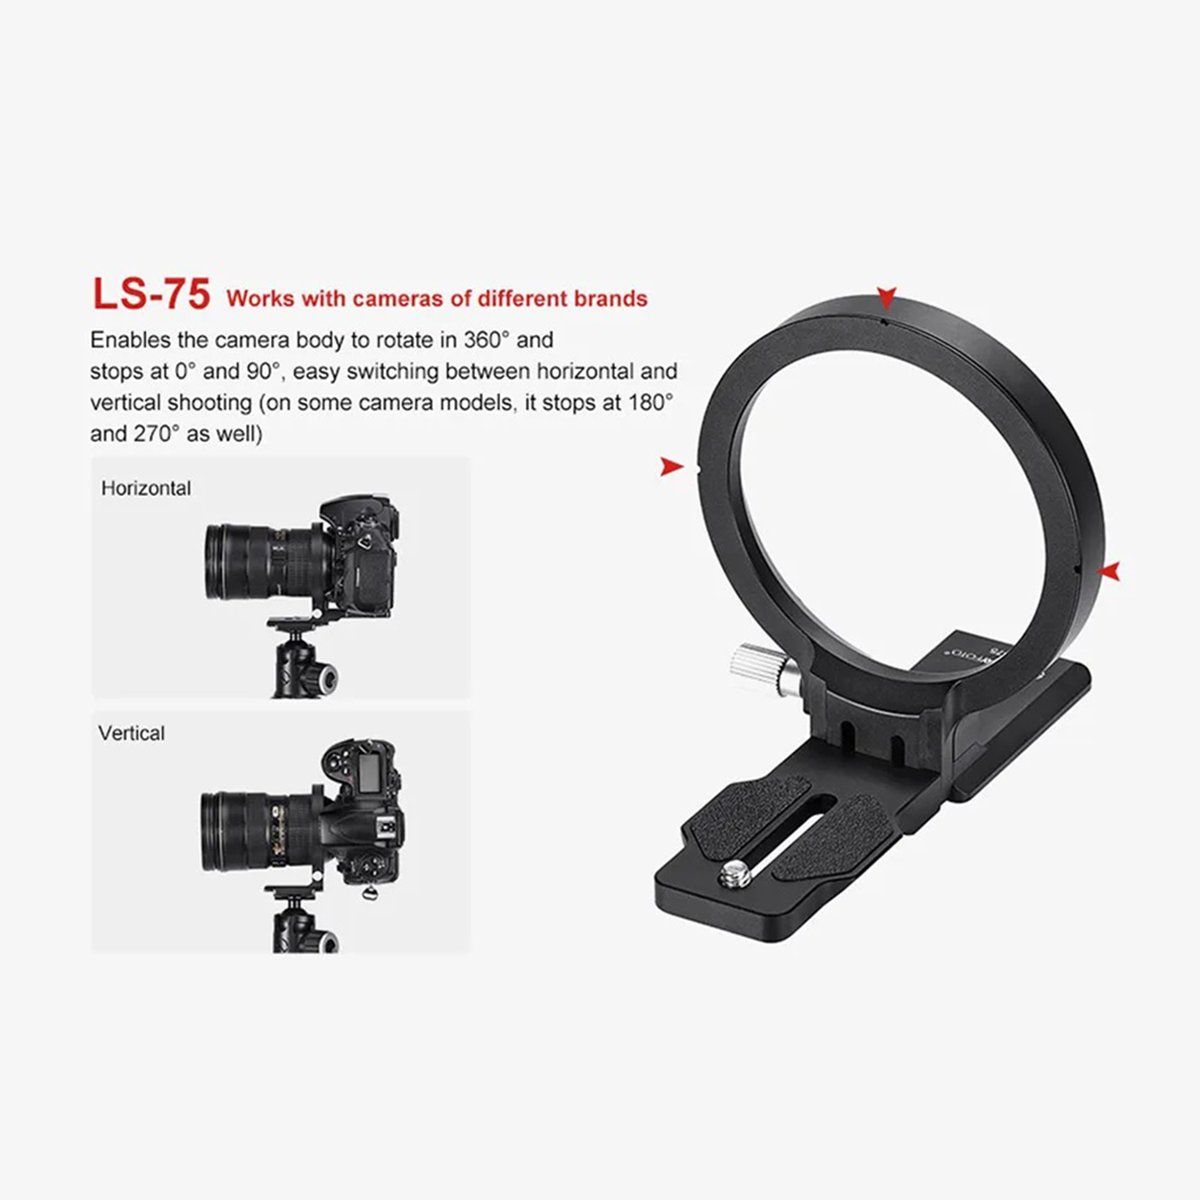 LS-75 Works with cameras of different brands
Enables the camera body to rotate in 360° and
stops at 0° and 90°, easy switching between horizontal and
vertical shooting (on some camera models, it stops at 180°
and 270° as well)
Horizontal
Vertical